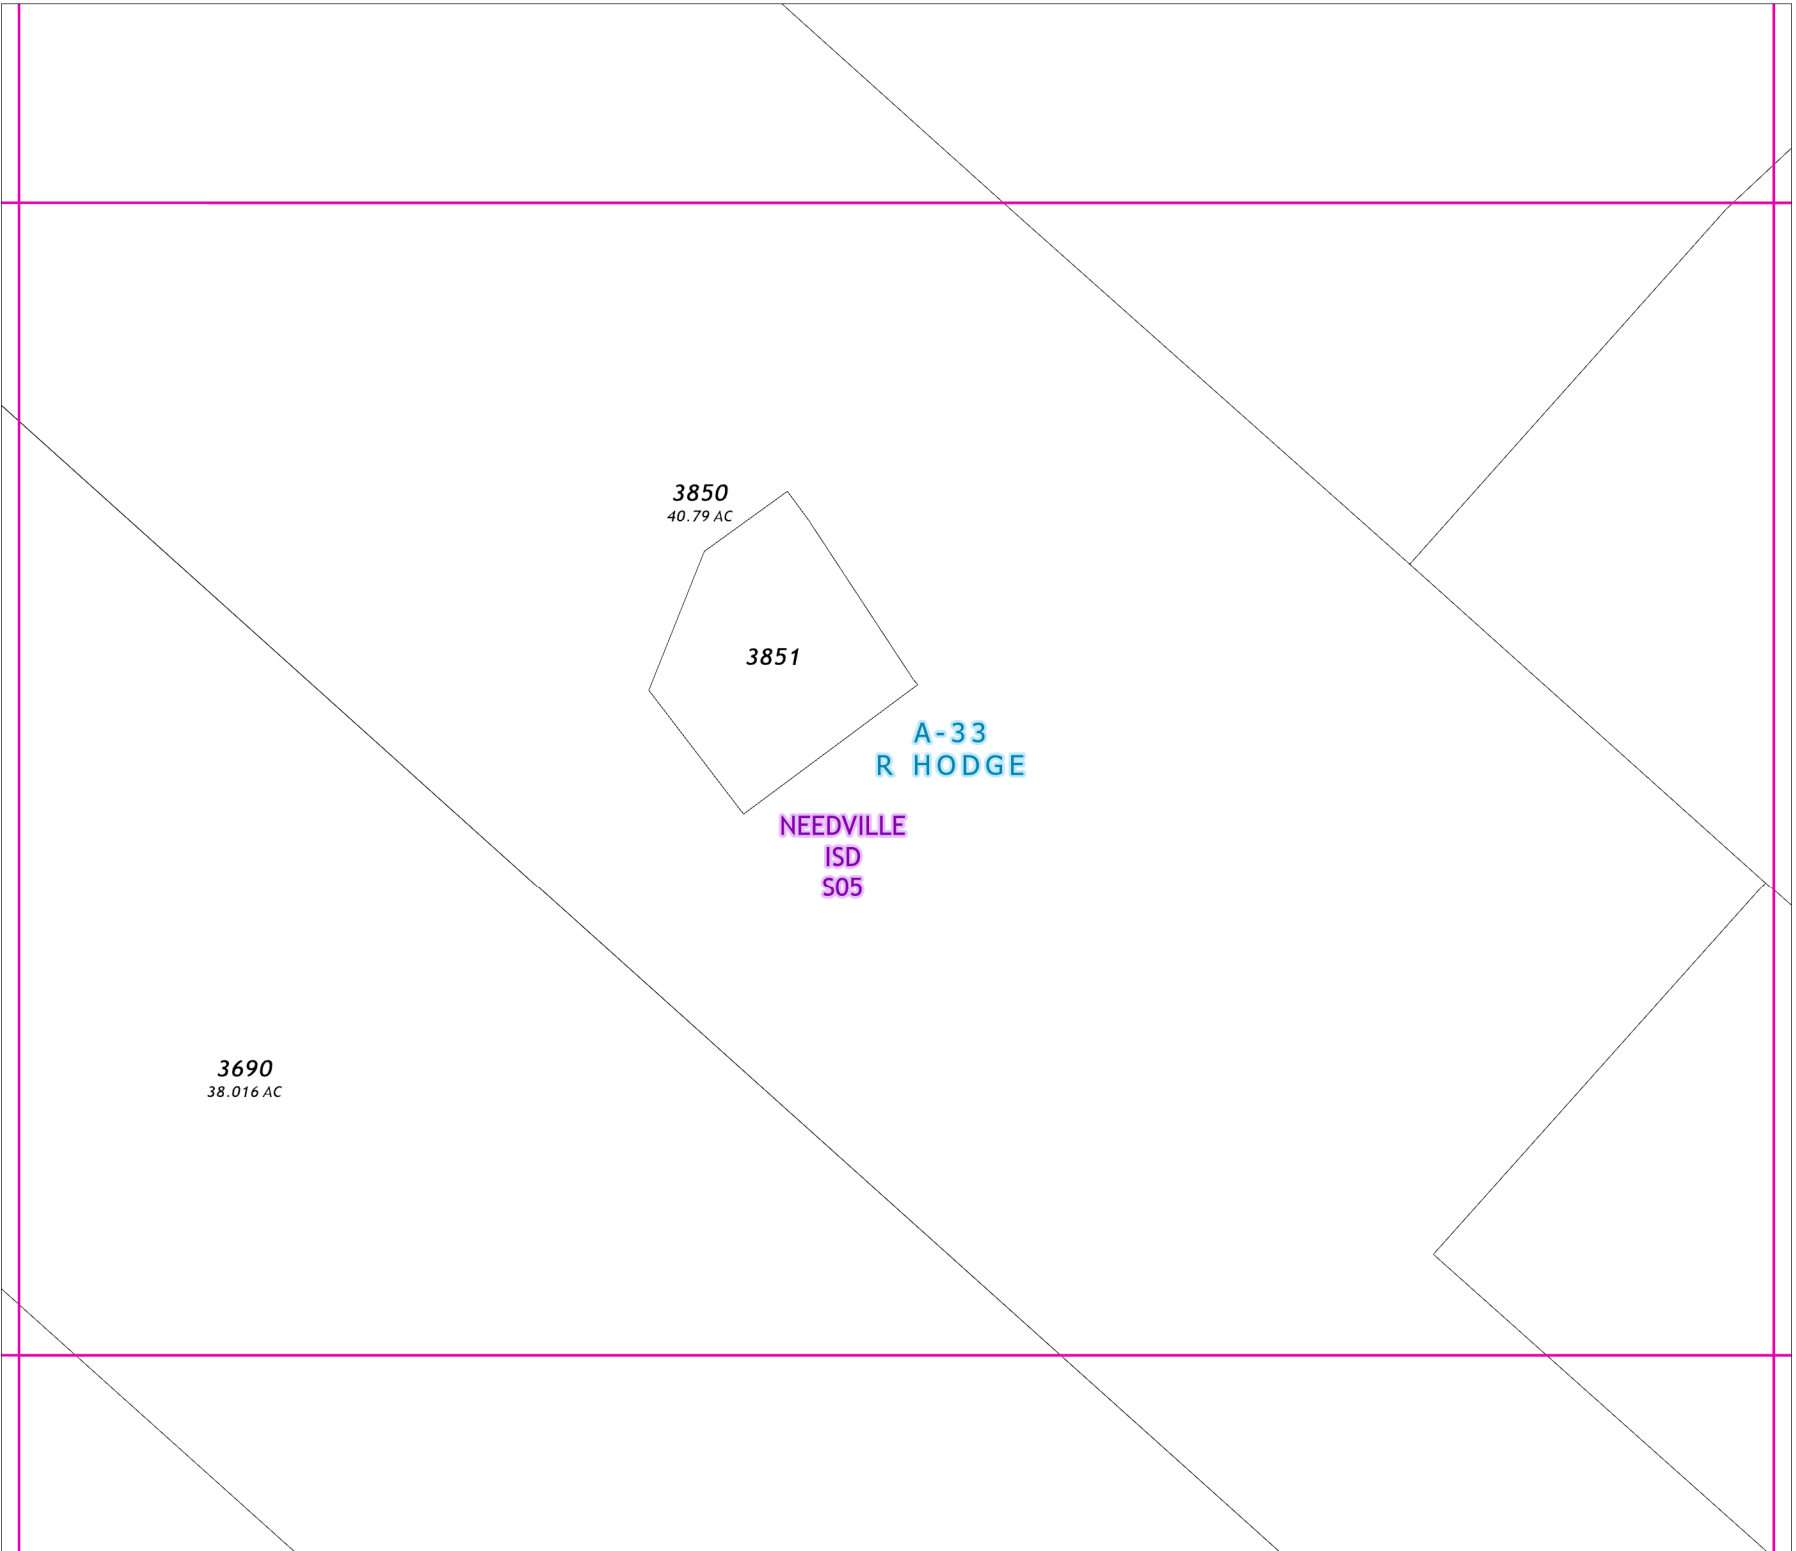 3850
40.79 AC
3851
A-33
R HODGE
NEEDVILLE
ISD
S05
3690
38.016 AC